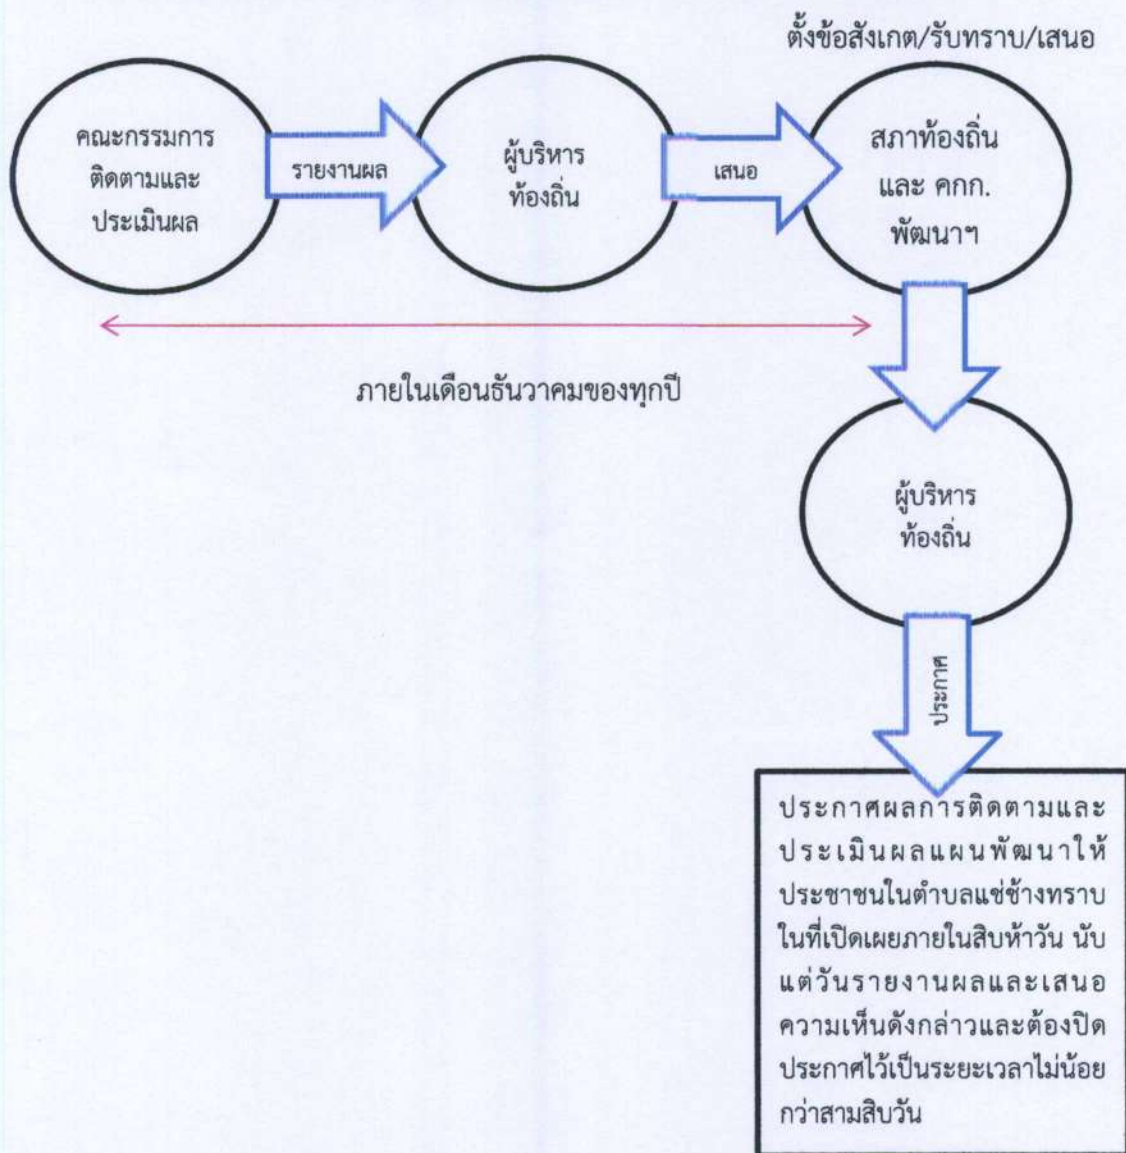 ตั้งข้อสังเกต/รับทราบ/เสนอ
คณะกรรมการ
ติดตามและ
ประเมินผล
รายงานผล
ผู้บริหาร
ท้องถิ่น
เสนอ
สภาท้องถิ่น
และ คกก.
พัฒนาฯ
ภายในเดือนธันวาคมของทุกปี
ผู้บริหาร
ท้องถิ่น
ประกาศ
ประกาศผลการติดตามและ
ประเมินผลแผนพัฒนาให้
ประชาชนในตำบลแช่ช้างทราบ
ในที่เปิดเผยภายในสิบห้าวัน นับ
แต่วันรายงานผลและเสนอ
ความเห็นดังกล่าวและต้องปิด
ประกาศไว้เป็นระยะเวลาไม่น้อย
กว่าสามสิบวัน